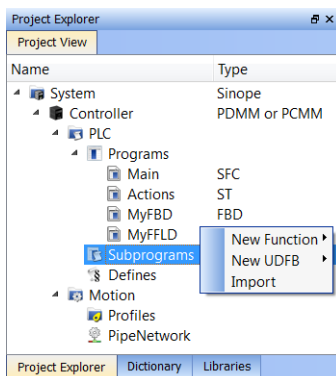 Project Explorer
Project View
Name Type
System Sinope
Controller PDMM or PCMM
PLC
Programs
Main SFC
Actions ST
MyFBD FBD
MyFFLD
New Function
Subprograms
New UDFB
Defines
Import
Motion
Profiles
PipeNetwork
Project Explorer Dictionary Libraries